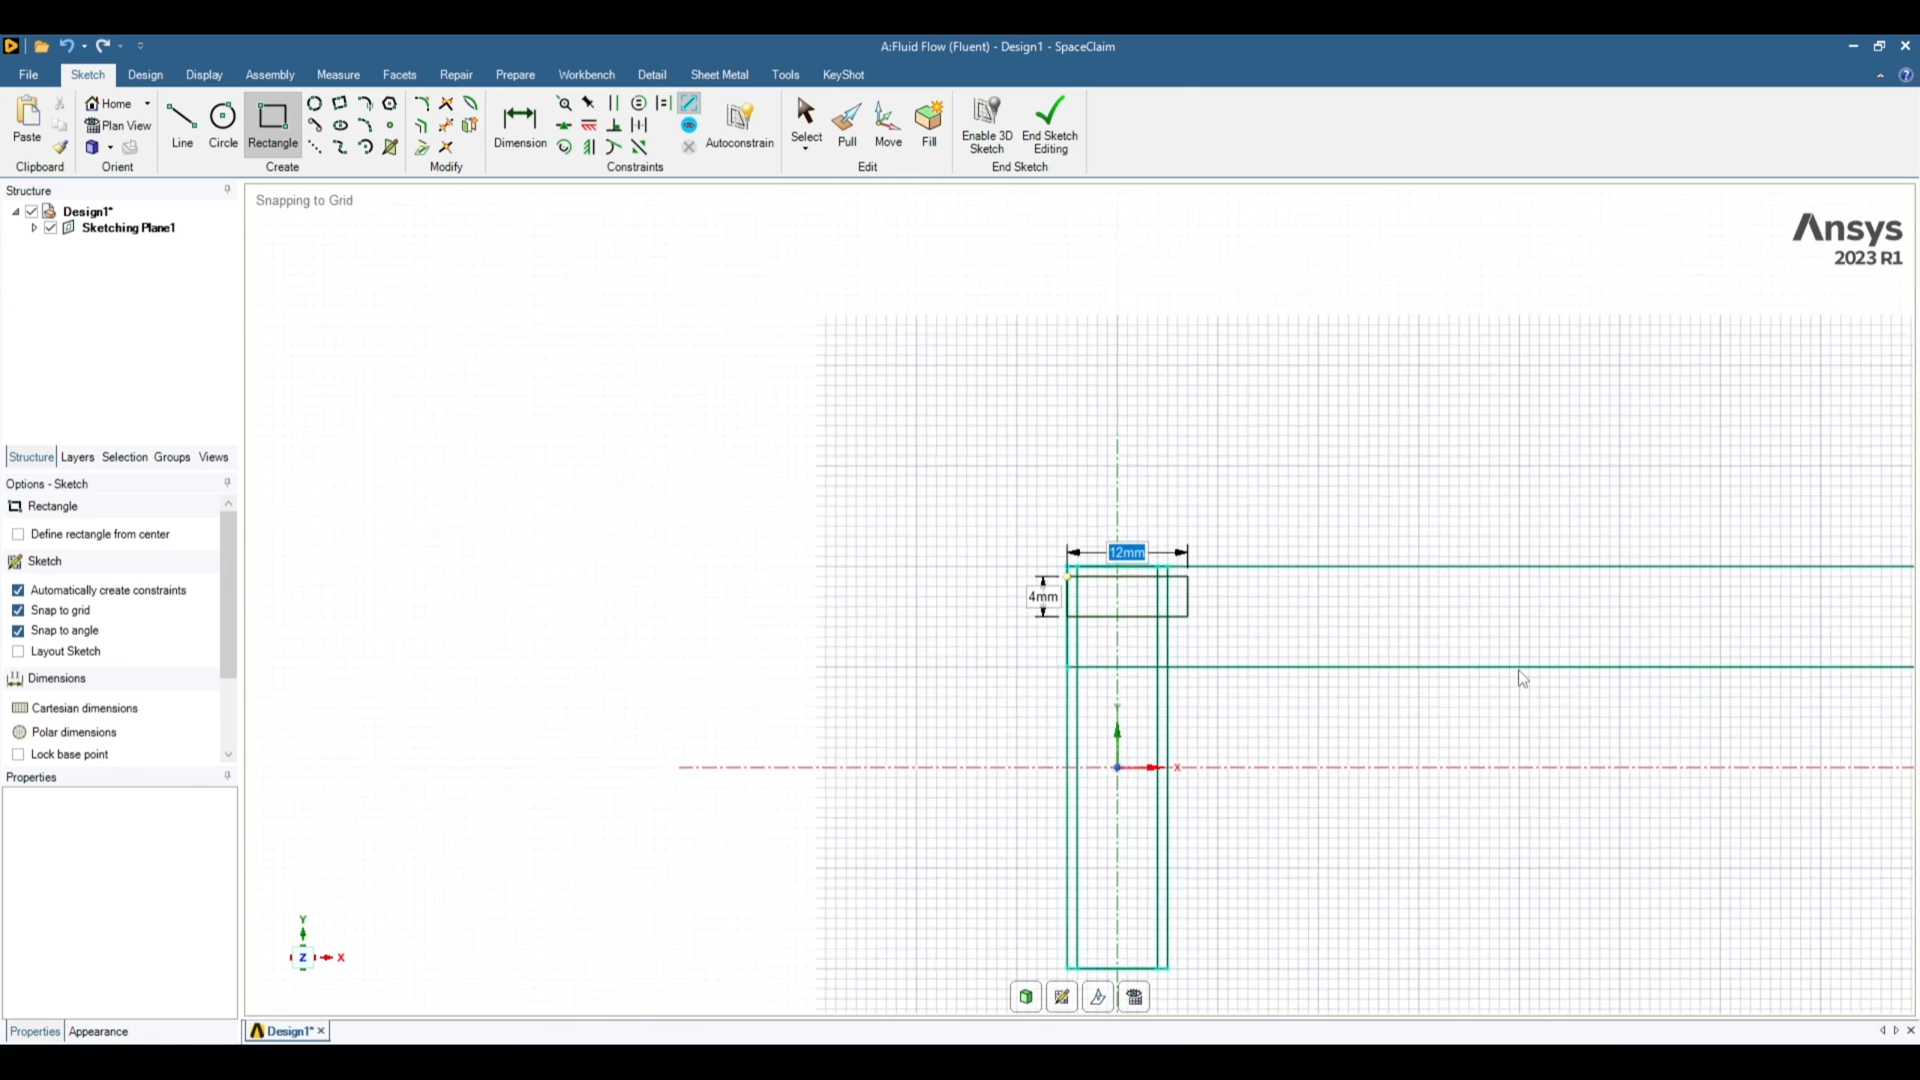 A:Fluid Flow (Fluent) - Design1 - SpaceClaim
File Sketch Design Display Assembly Measure Facets Repair Prepare Workbench Detail Sheet Metal Tools KeyShot
Paste
Home
Plan View
Line Circle Rectangle
Dimension
Autoconstrain
Select Pull Move Fill
Enable 3D Sketch
End Sketch Editing
Clipboard Orient Create Modify Constraints Edit End Sketch
Structure
Design1*
Sketching Plane1
Structure Layers Selection Groups Views
Options - Sketch
Rectangle
Define rectangle from center
Sketch
Automatically create constraints
Snap to grid
Snap to angle
Layout Sketch
Dimensions
Cartesian dimensions
Polar dimensions
Lock base point
Properties
Properties Appearance
Snapping to Grid
Ansys
2023 R1
12mm
4mm
Y
X
Y
Z X
Design1*